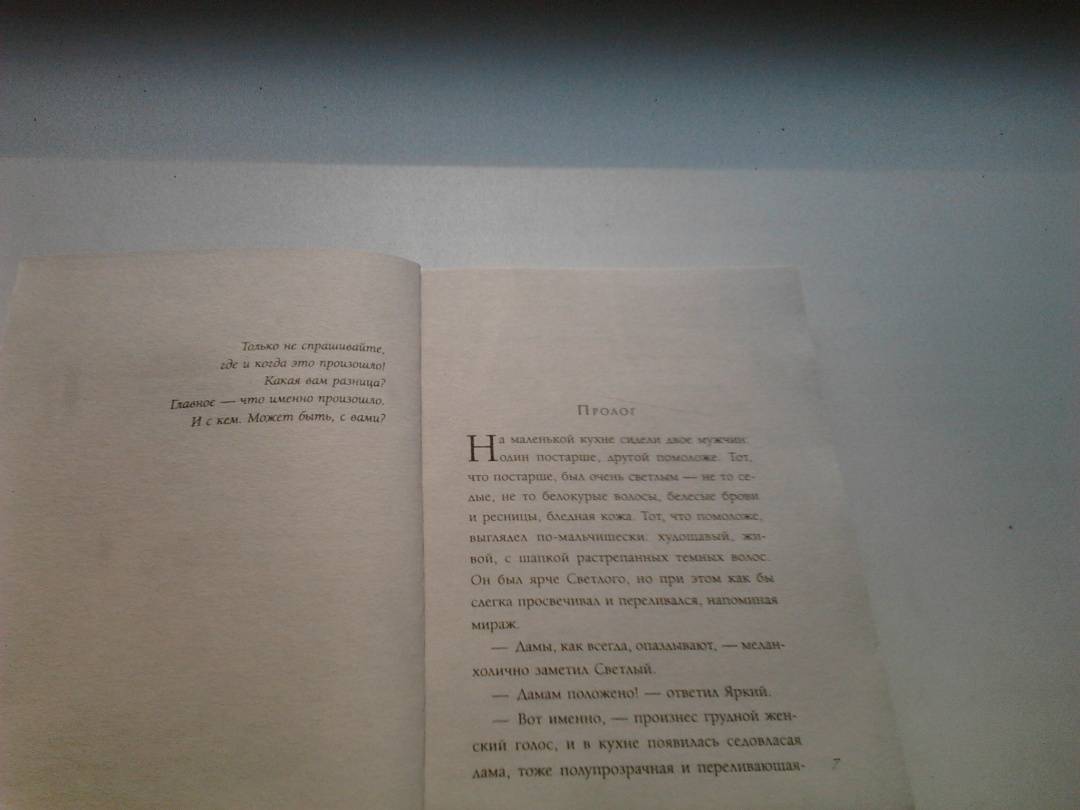 Только не спрашивайте,
где и когда это произошло!
Какая вам разница?
Главное — что именно произошло.
И с кем. Может быть, с вами?
Пролог
На маленькой кухне сидели двое мужчин:
один постарше, другой помоложе. Тот,
что постарше, был очень светлым — не то се-
дые, не то белокурые волосы, белесые брови
и ресницы, бледная кожа. Тот, что помоложе,
выглядел по-мальчишески: худощавый, жи-
вой, с шапкой растрепанных темных волос.
Он был ярче Светлого, но при этом как бы
слегка просвечивал и переливался, напоминая
мираж.
— Дамы, как всегда, опаздывают, — мелан-
холично заметил Светлый.
— Дамам положено! — ответил Яркий.
— Вот именно, — произнес грудной жен-
ский голос, и в кухне появилась седовласая
дама, тоже полупрозрачная и переливающая-
7